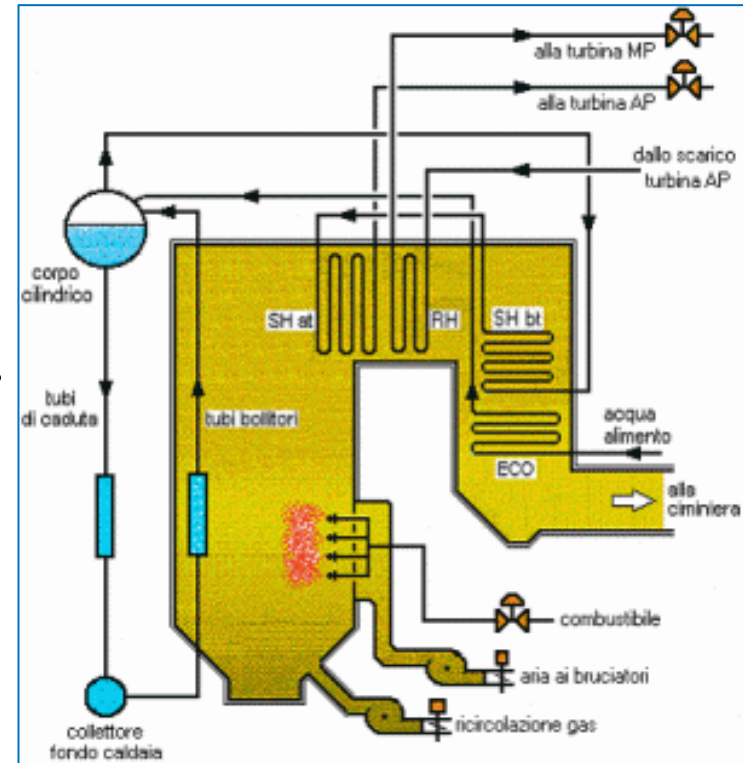 alla turbina MP
alla turbina AP
dallo scarico
turbina AP
corpo
cilindrico
SH at
RH
SH bt
tubi
di caduta
tubi bollitori
acqua
alimento
ECO
alla
ciminiera
combustibile
aria ai bruciatori
ricircolazione gas
collettore
fondo caldaia